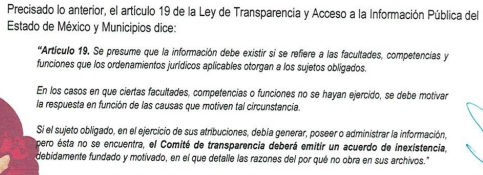 Precisado lo anterior, el artículo 19 de la Ley de Transparencia y Acceso a la Información Pública del
Estado de México y Municipios dice:
"Artículo 19. Se presume que la información debe existir si se refiere a las facultades, competencias y
funciones que los ordenamientos jurídicos aplicables otorgan a los sujetos obligados.
En los casos en que ciertas facultades, competencias o funciones no se hayan ejercido, se debe motivar
la respuesta en función de las causas que motiven tal circunstancia.
Si el sujeto obligado, en el ejercicio de sus atribuciones, debía generar, poseer o administrar la información,
pero ésta no se encuentra, el Comité de transparencia deberá emitir un acuerdo de inexistencia,
debidamente fundado y motivado, en el que detalle las razones del por qué no obra en sus archivos."